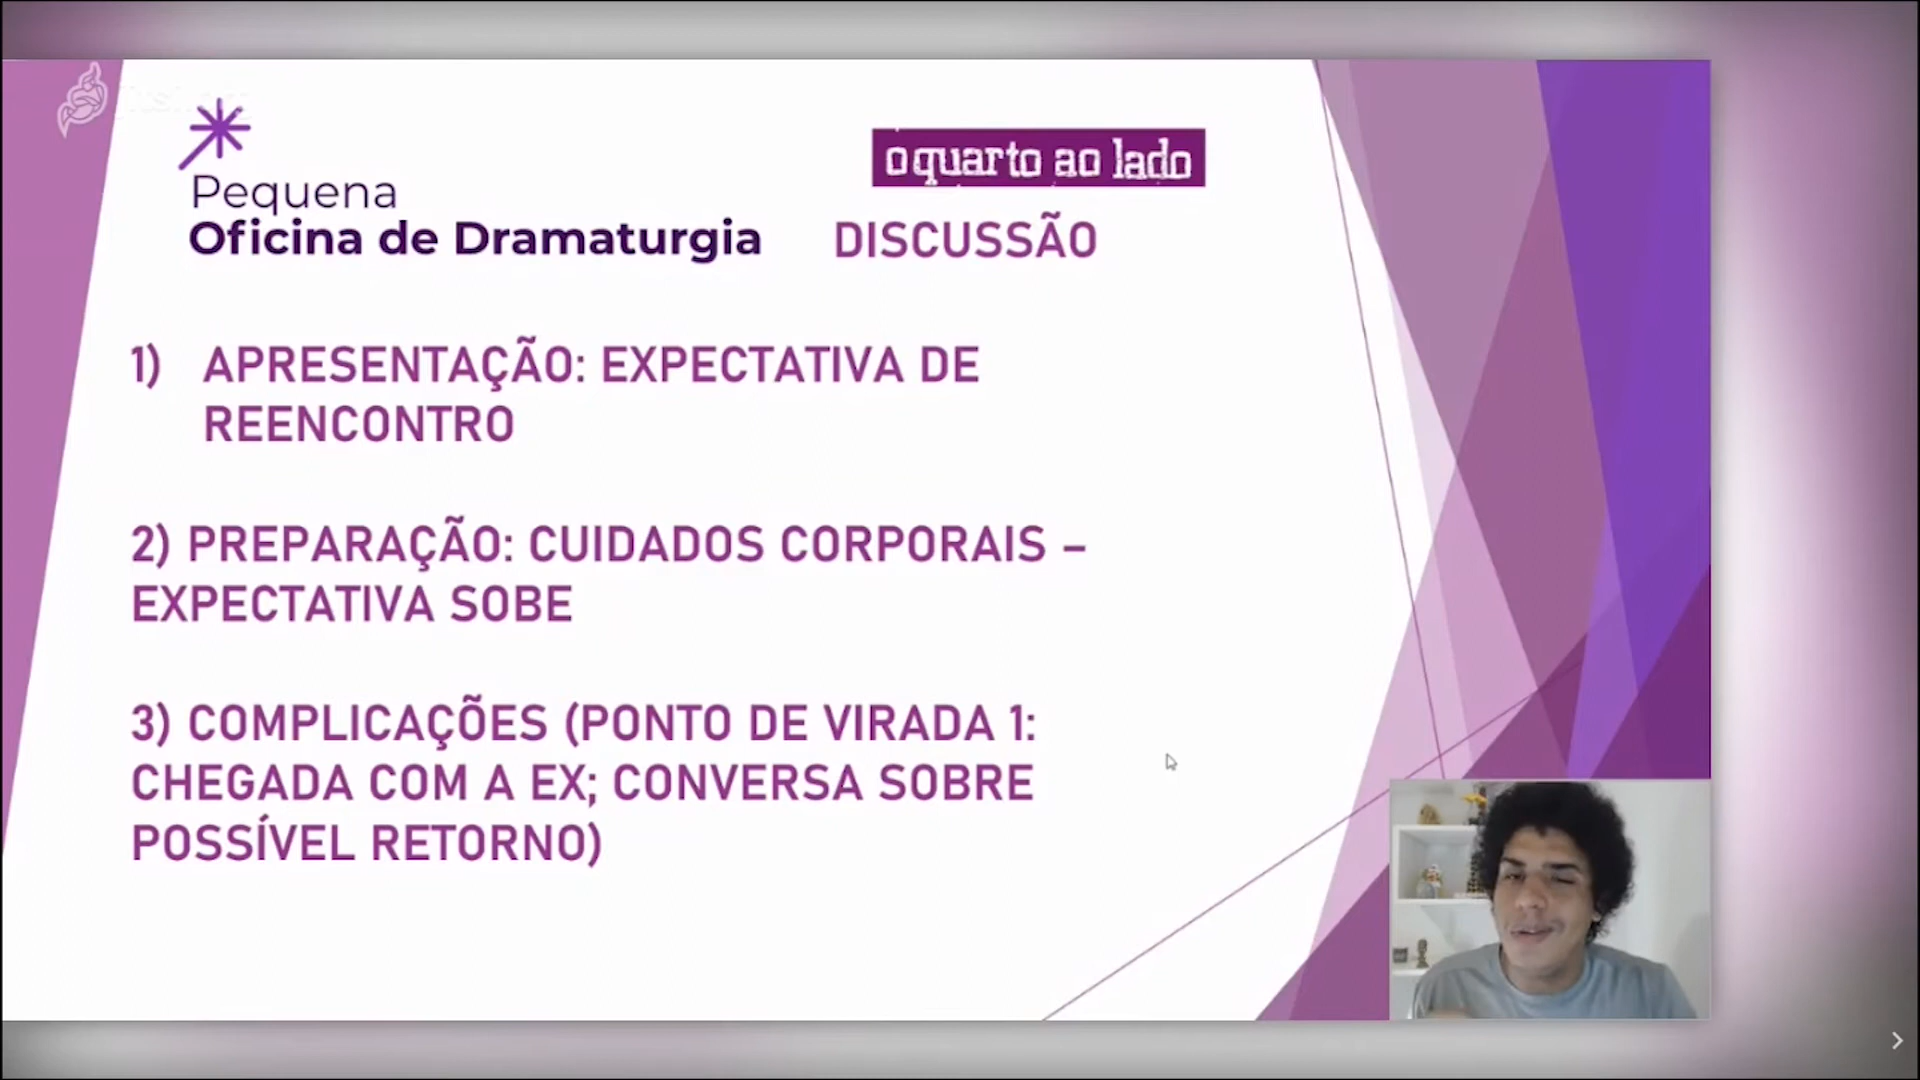 Pequena
Oficina de Dramaturgia
o quarto ao lado
DISCUSSÃO
1) APRESENTAÇÃO: EXPECTATIVA DE
REENCONTRO
2) PREPARAÇÃO: CUIDADOS CORPORAIS –
EXPECTATIVA SOBE
3) COMPLICAÇÕES (PONTO DE VIRADA 1:
CHEGADA COM A EX; CONVERSA SOBRE
POSSÍVEL RETORNO)